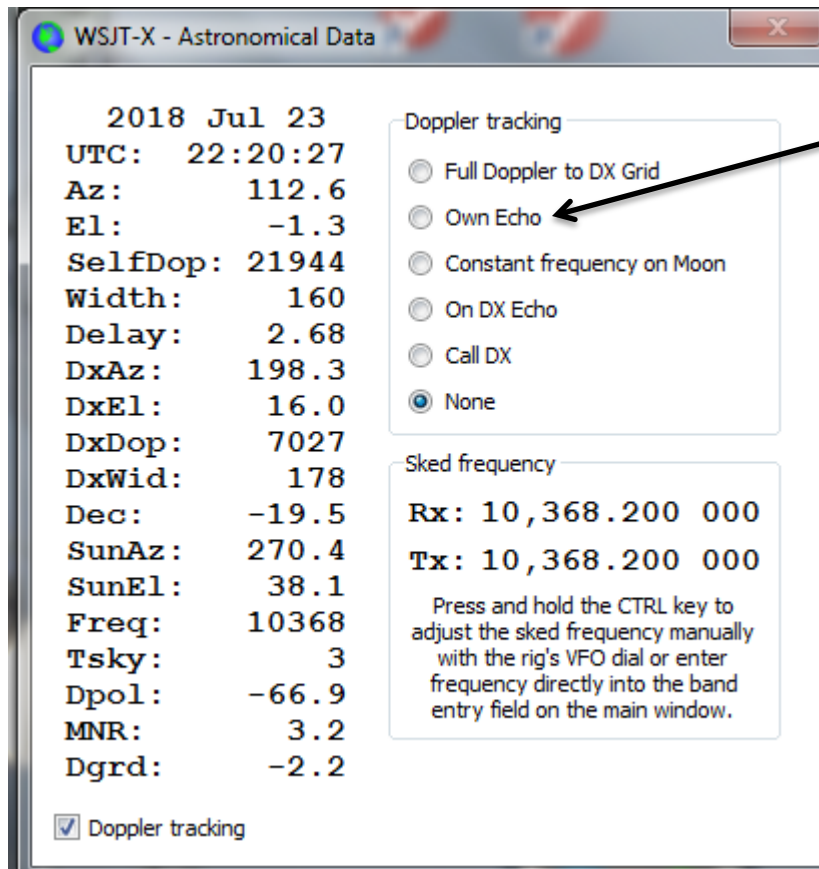 WSJT-X - Astronomical Data
2018 Jul 23
UTC: 22:20:27
Az: 112.6
El: -1.3
SelfDop: 21944
Width: 160
Delay: 2.68
DxAz: 198.3
DxEl: 16.0
DxDop: 7027
DxWid: 178
Dec: -19.5
SunAz: 270.4
SunEl: 38.1
Freq: 10368
Tsky: 3
Dpol: -66.9
MNR: 3.2
Dgrd: -2.2
Doppler tracking
Doppler tracking
Full Doppler to DX Grid
Own Echo
Constant frequency on Moon
On DX Echo
Call DX
None
Sked frequency
Rx: 10,368.200 000
Tx: 10,368.200 000
Press and hold the CTRL key to
adjust the sked frequency manually
with the rig's VFO dial or enter
frequency directly into the band
entry field on the main window.